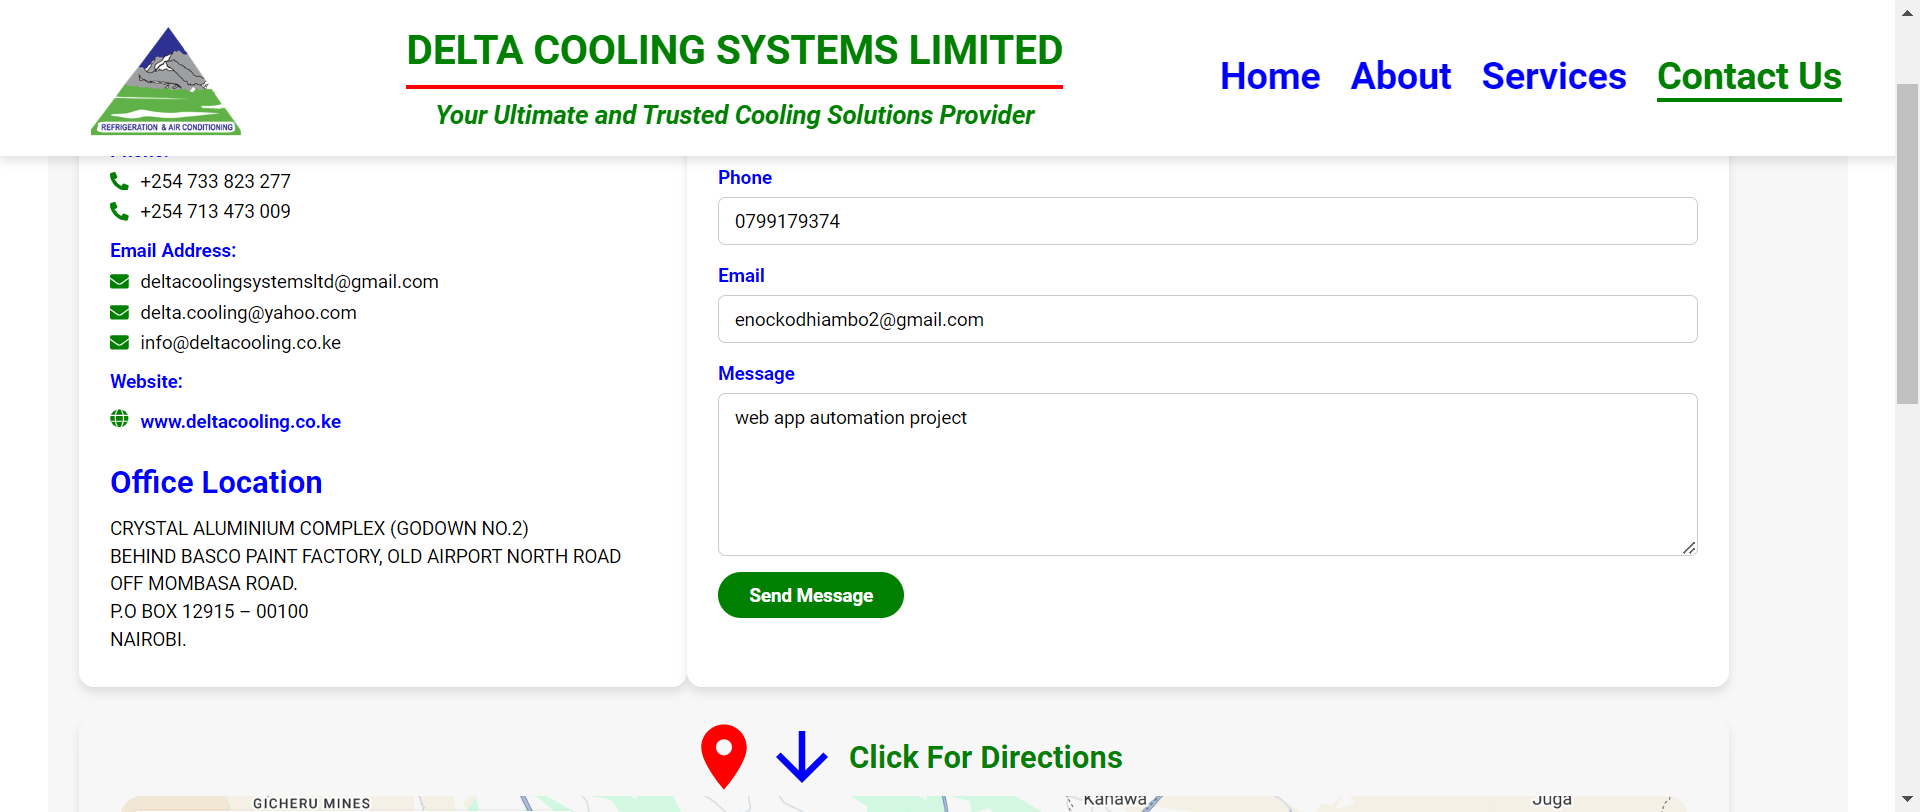 REFRIGERATION & AIR CONDITIONING
DELTA COOLING SYSTEMS LIMITED
Your Ultimate and Trusted Cooling Solutions Provider
Home
About
Services
Contact Us
+254 733 823 277
+254 713 473 009
Email Address:
deltacoolingsystemsltd@gmail.com
delta.cooling@yahoo.com
info@deltacooling.co.ke
Website:
www.deltacooling.co.ke
Office Location
CRYSTAL ALUMINIUM COMPLEX (GODOWN NO.2)
BEHIND BASCO PAINT FACTORY, OLD AIRPORT NORTH ROAD
OFF MOMBASA ROAD.
P.O BOX 12915 – 00100
NAIROBI.
Phone
0799179374
Email
enockodhiambo2@gmail.com
Message
web app automation project
Send Message
Click For Directions
GICHERU MINES
Kanawa
Juga